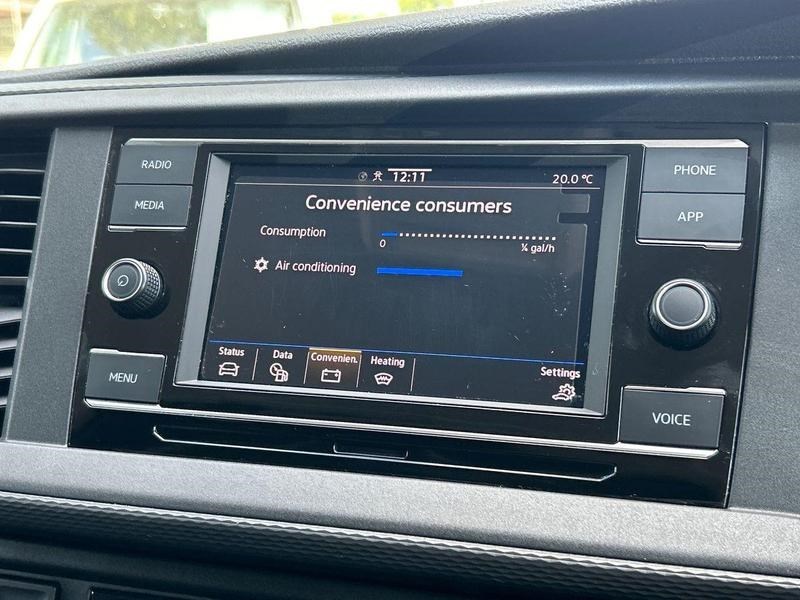 RADIO
MEDIA
MENU
12:11
20.0 °C
Convenience consumers
Consumption
0
¼ gal/h
Air conditioning
Status
Data
Convenien.
Heating
Settings
PHONE
APP
VOICE